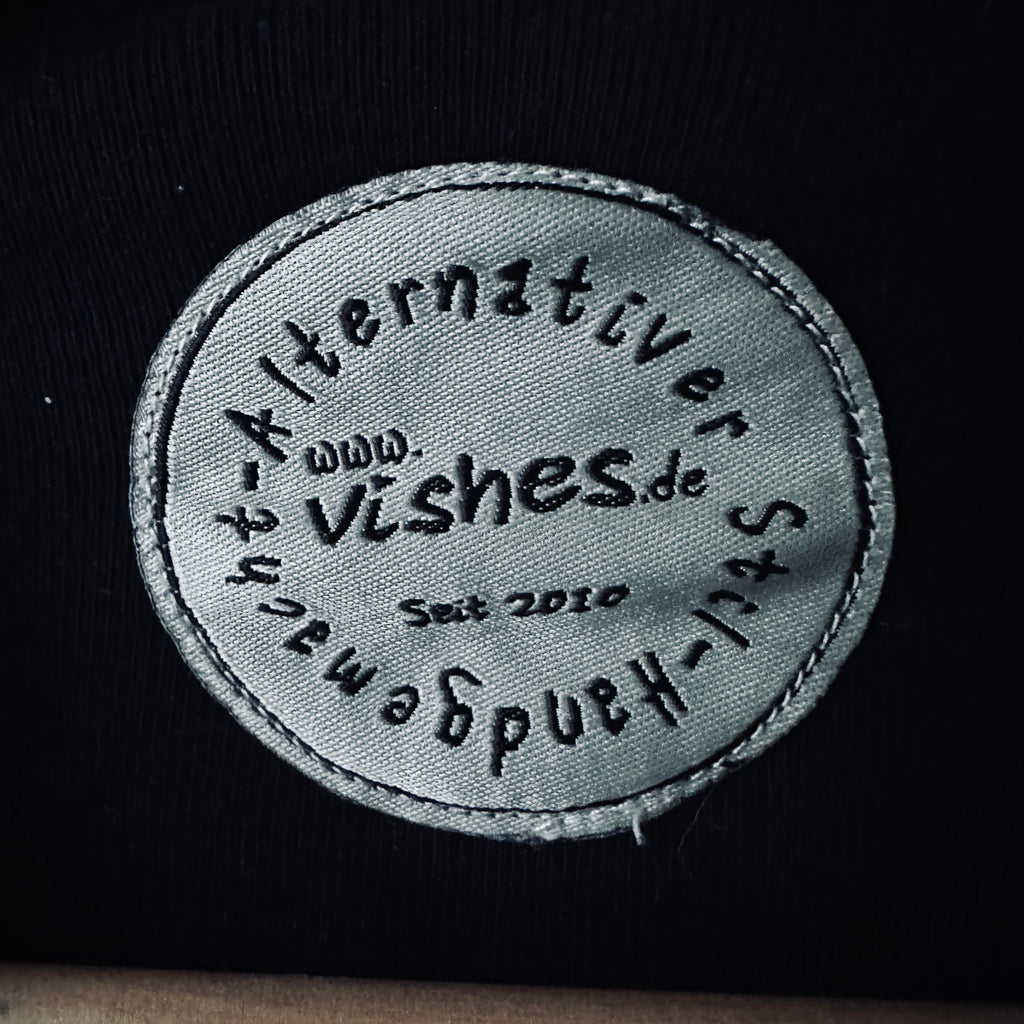 Alternativer Stil-Handgemacht-
www.
Vishes.de
Seit 2010